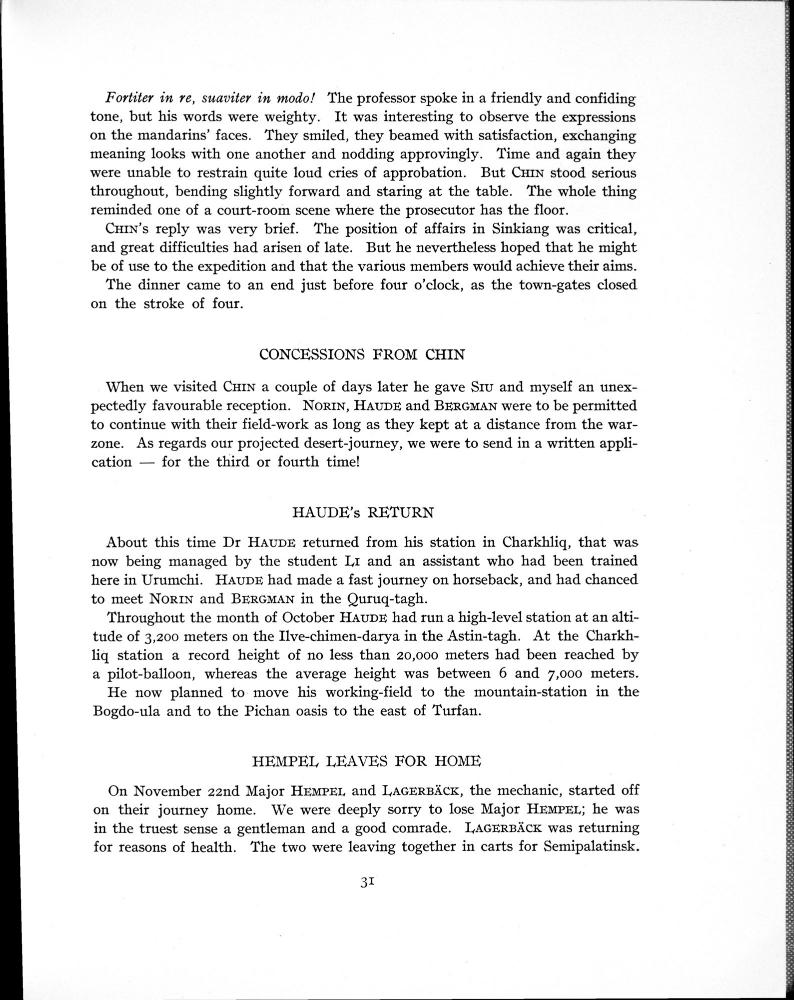 Fortiter in re, suaviter in modo! The professor spoke in a friendly and confiding
tone, but his words were weighty. It was interesting to observe the expressions
on the mandarins' faces. They smiled, they beamed with satisfaction, exchanging
meaning looks with one another and nodding approvingly. Time and again they
were unable to restrain quite loud cries of approbation. But CHIN stood serious
throughout, bending slightly forward and staring at the table. The whole thing
reminded one of a court-room scene where the prosecutor has the floor.
CHIN's reply was very brief. The position of affairs in Sinkiang was critical,
and great difficulties had arisen of late. But he nevertheless hoped that he might
be of use to the expedition and that the various members would achieve their aims.
The dinner came to an end just before four o'clock, as the town-gates closed
on the stroke of four.
CONCESSIONS FROM CHIN
When we visited CHIN a couple of days later he gave SIU and myself an unex-
pectedly favourable reception. NORIN, HAUDE and BERGMAN were to be permitted
to continue with their field-work as long as they kept at a distance from the war-
zone. As regards our projected desert-journey, we were to send in a written appli-
cation — for the third or fourth time!
HAUDE's RETURN
About this time Dr HAUDE returned from his station in Charkhliq, that was
now being managed by the student LI and an assistant who had been trained
here in Urumchi. HAUDE had made a fast journey on horseback, and had chanced
to meet NORIN and BERGMAN in the Quruq-tagh.
Throughout the month of October HAUDE had run a high-level station at an alti-
tude of 3,200 meters on the Ilve-chimen-darya in the Astin-tagh. At the Charkh-
liq station a record height of no less than 20,000 meters had been reached by
a pilot-balloon, whereas the average height was between 6 and 7,000 meters.
He now planned to move his working-field to the mountain-station in the
Bogdo-ula and to the Pichan oasis to the east of Turfan.
HEMPEL LEAVES FOR HOME
On November 22nd Major HEMPEL and LAGERBÄCK, the mechanic, started off
on their journey home. We were deeply sorry to lose Major HEMPEL; he was
in the truest sense a gentleman and a good comrade. LAGERBÄCK was returning
for reasons of health. The two were leaving together in carts for Semipalatinsk.
31